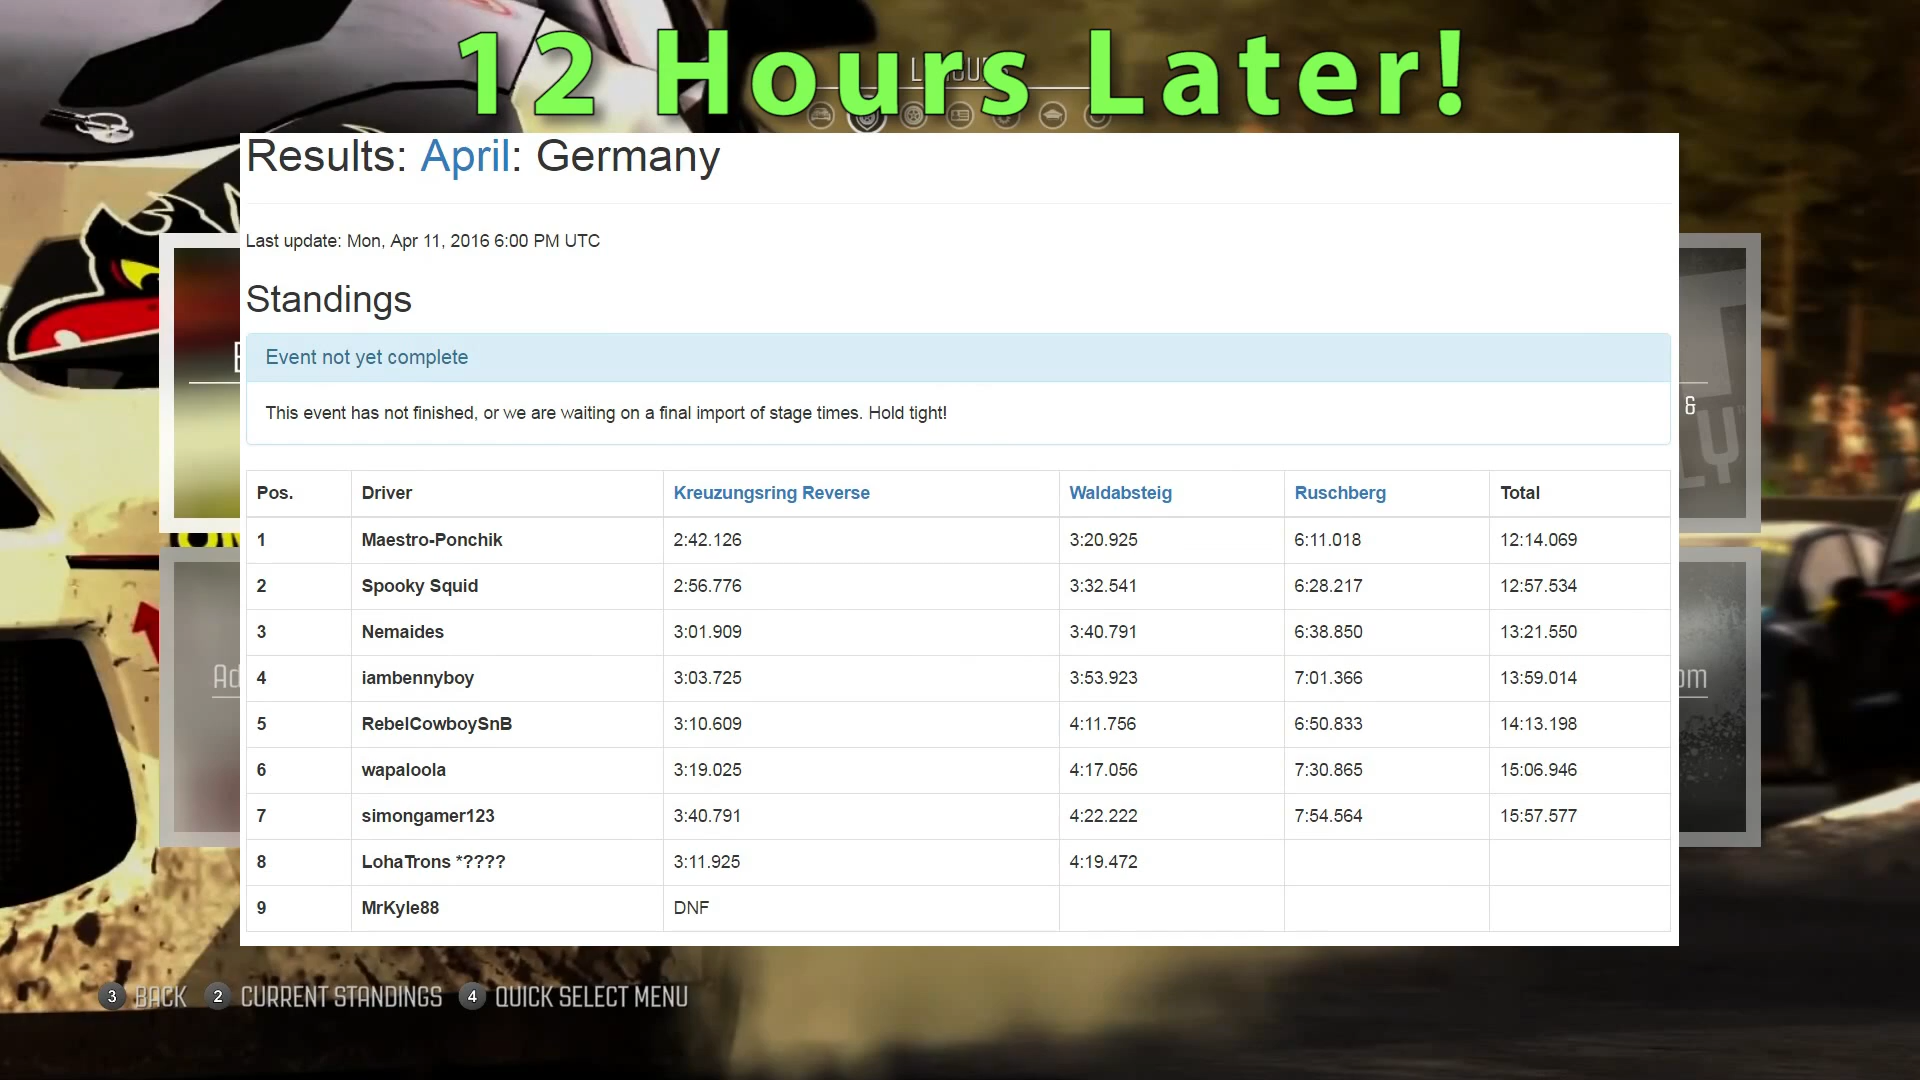 12 Hours Later!
Results: April: Germany
Last update: Mon, Apr 11, 2016 6:00 PM UTC
Standings
Event not yet complete
This event has not finished, or we are waiting on a final import of stage times. Hold tight!
&
Pos. Driver Kreuzungsring Reverse Waldabsteig Ruschberg Total
1 Maestro-Ponchik 2:42.126 3:20.925 6:11.018 12:14.069
2 Spooky Squid 2:56.776 3:32.541 6:28.217 12:57.534
3 Nemaides 3:01.909 3:40.791 6:38.850 13:21.550
4 iambennyboy 3:03.725 3:53.923 7:01.366 13:59.014
5 RebelCowboySnB 3:10.609 4:11.756 6:50.833 14:13.198
6 wapaloola 3:19.025 4:17.056 7:30.865 15:06.946
7 simongamer123 3:40.791 4:22.222 7:54.564 15:57.577
8 LohaTrons *???? 3:11.925 4:19.472
9 MrKyle88 DNF
3 BACK 2 CURRENT STANDINGS 4 QUICK SELECT MENU